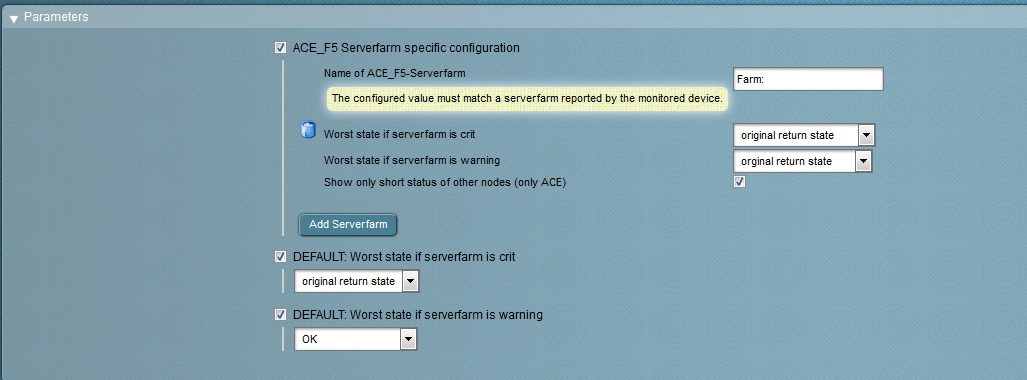 Parameters
ACE_F5 Serverfarm specific configuration
Name of ACE_F5-Serverfarm
Farm:
The configured value must match a serverfarm reported by the monitored device.
Worst state if serverfarm is crit
original return state
Worst state if serverfarm is warning
orginal return state
Show only short status of other nodes (only ACE)
Add Serverfarm
DEFAULT: Worst state if serverfarm is crit
original return state
DEFAULT: Worst state if serverfarm is warning
OK